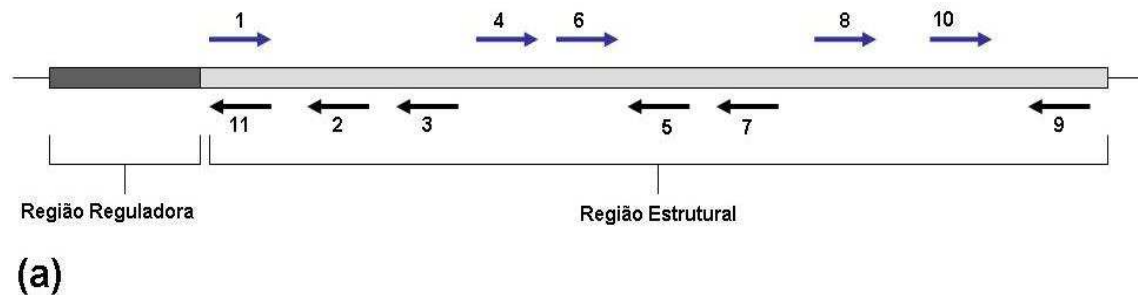 1 4 6 8 10
11 2 3 5 7 9
Região Reguladora
Região Estrutural
(a)